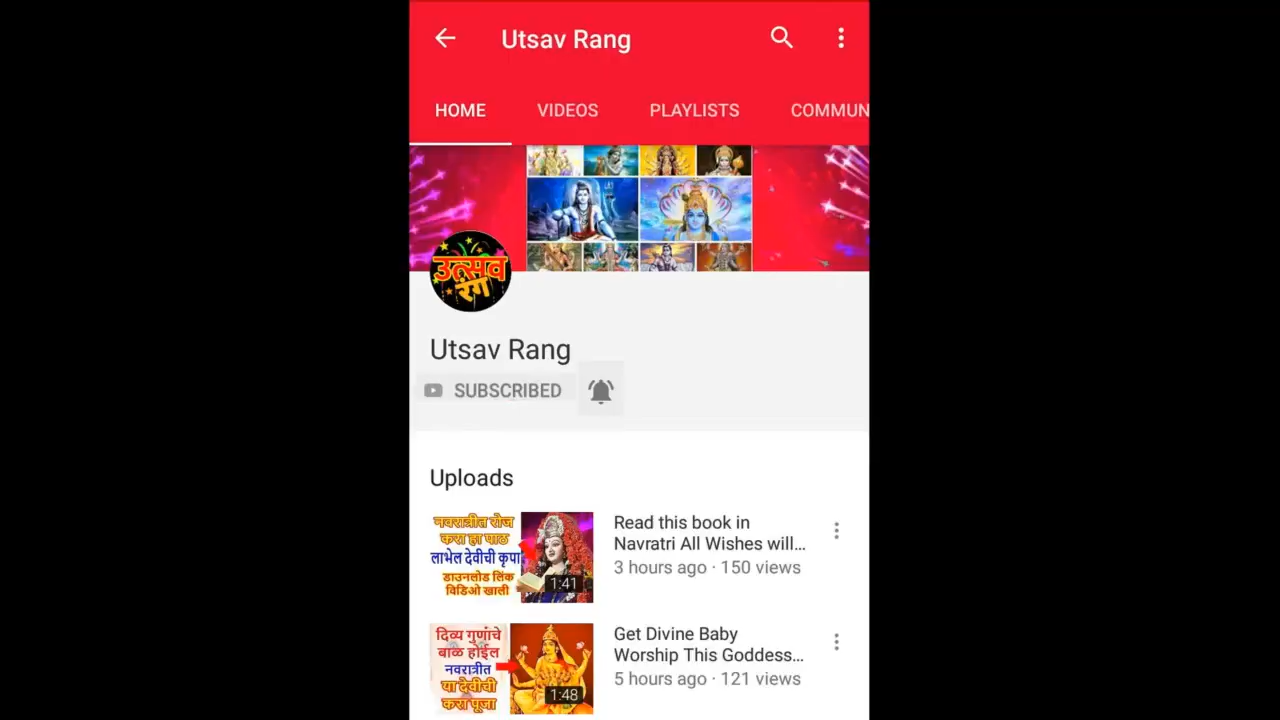 Utsav Rang
HOME VIDEOS PLAYLISTS COMMUN
उत्सव
रंग
Utsav Rang
SUBSCRIBED
Uploads
नवरात्रीत रोज
करा हा पाठ
लाभेल देवीची कृपा
डाउनलोड लिंक
विडिओ खाली
1:41
Read this book in
Navratri All Wishes will...
3 hours ago · 150 views
दिव्य गुणांचे
बाळ होईल
नवरात्रीत
या देवीची
करा पूजा
1:48
Get Divine Baby
Worship This Goddess...
5 hours ago · 121 views